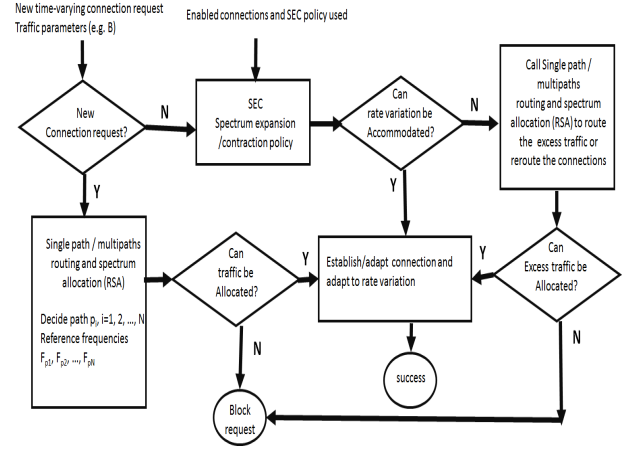 New time-varying connection request
Traffic parameters (e.g. B)
Enabled connections and SEC policy used
New
Connection request?
N
SEC
Spectrum expansion
/contraction policy
Can
rate variation be
Accommodated?
N
Call Single path /
multipaths
routing and spectrum
allocation (RSA) to route
the excess traffic or
reroute the connections
Y
Y
Single path / multipaths
routing and spectrum
allocation (RSA)
Decide path pi, i=1, 2, ..., N
Reference frequencies
Fp1, Fp2, ..., FpN
Can
traffic be
Allocated?
Y
Establish/adapt connection and
adapt to rate variation
Y
Can
Excess traffic be
Allocated?
N
N
success
Block
request